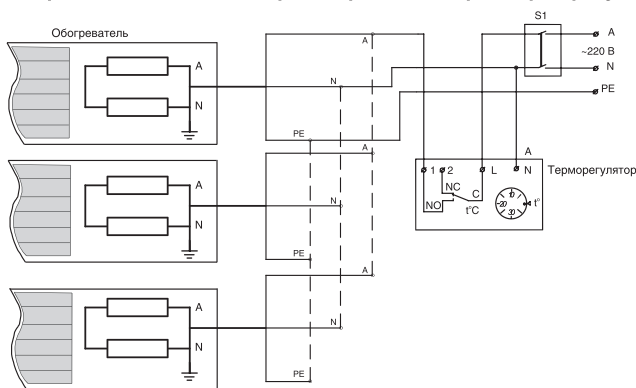 S1
Обогреватель
A
~220 В
N
PE
A
N
A
N
PE
A
A
N
PE
A
N
A
N
PE
A
1 2 L N
Терморегулятор
NC
C
NO
t°C
10
20
30
t°
A
N